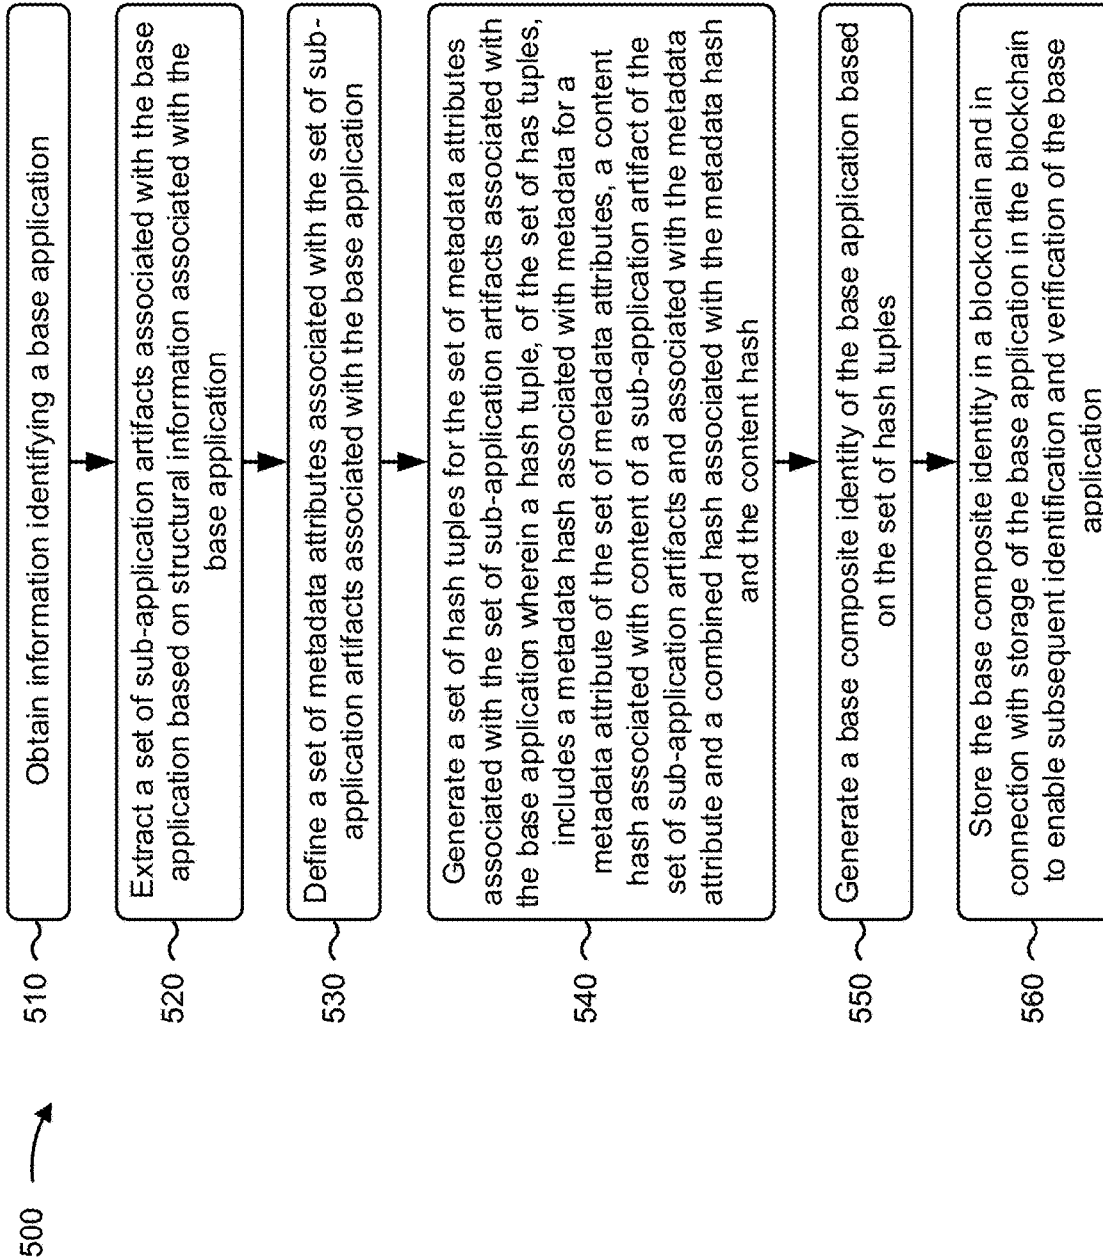 500
510
Obtain information identifying a base application
520
Extract a set of sub-application artifacts associated with the base
application based on structural information associated with the
base application
530
Define a set of metadata attributes associated with the set of sub-
application artifacts associated with the base application
540
Generate a set of hash tuples for the set of metadata attributes
associated with the set of sub-application artifacts associated with
the base application wherein a hash tuple, of the set of has tuples,
includes a metadata hash associated with metadata for a
metadata attribute of the set of metadata attributes, a content
hash associated with content of a sub-application artifact of the
set of sub-application artifacts and associated with the metadata
attribute and a combined hash associated with the metadata hash
and the content hash
550
Generate a base composite identity of the base application based
on the set of hash tuples
560
Store the base composite identity in a blockchain and in
connection with storage of the base application in the blockchain
to enable subsequent identification and verification of the base
application